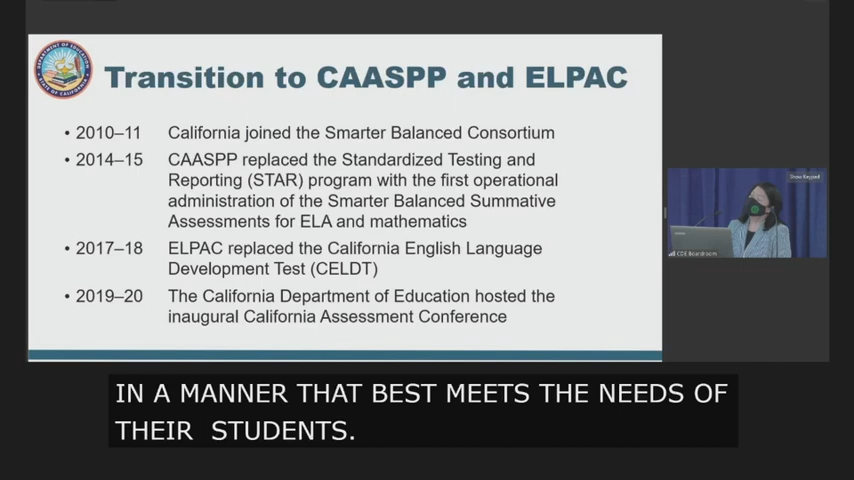 Transition to CAASPP and ELPAC
• 2010–11 California joined the Smarter Balanced Consortium
• 2014–15 CAASPP replaced the Standardized Testing and
Reporting (STAR) program with the first operational
administration of the Smarter Balanced Summative
Assessments for ELA and mathematics
• 2017–18 ELPAC replaced the California English Language
Development Test (CELDT)
• 2019–20 The California Department of Education hosted the
inaugural California Assessment Conference
CDE Boardroom
IN A MANNER THAT BEST MEETS THE NEEDS OF
THEIR STUDENTS.